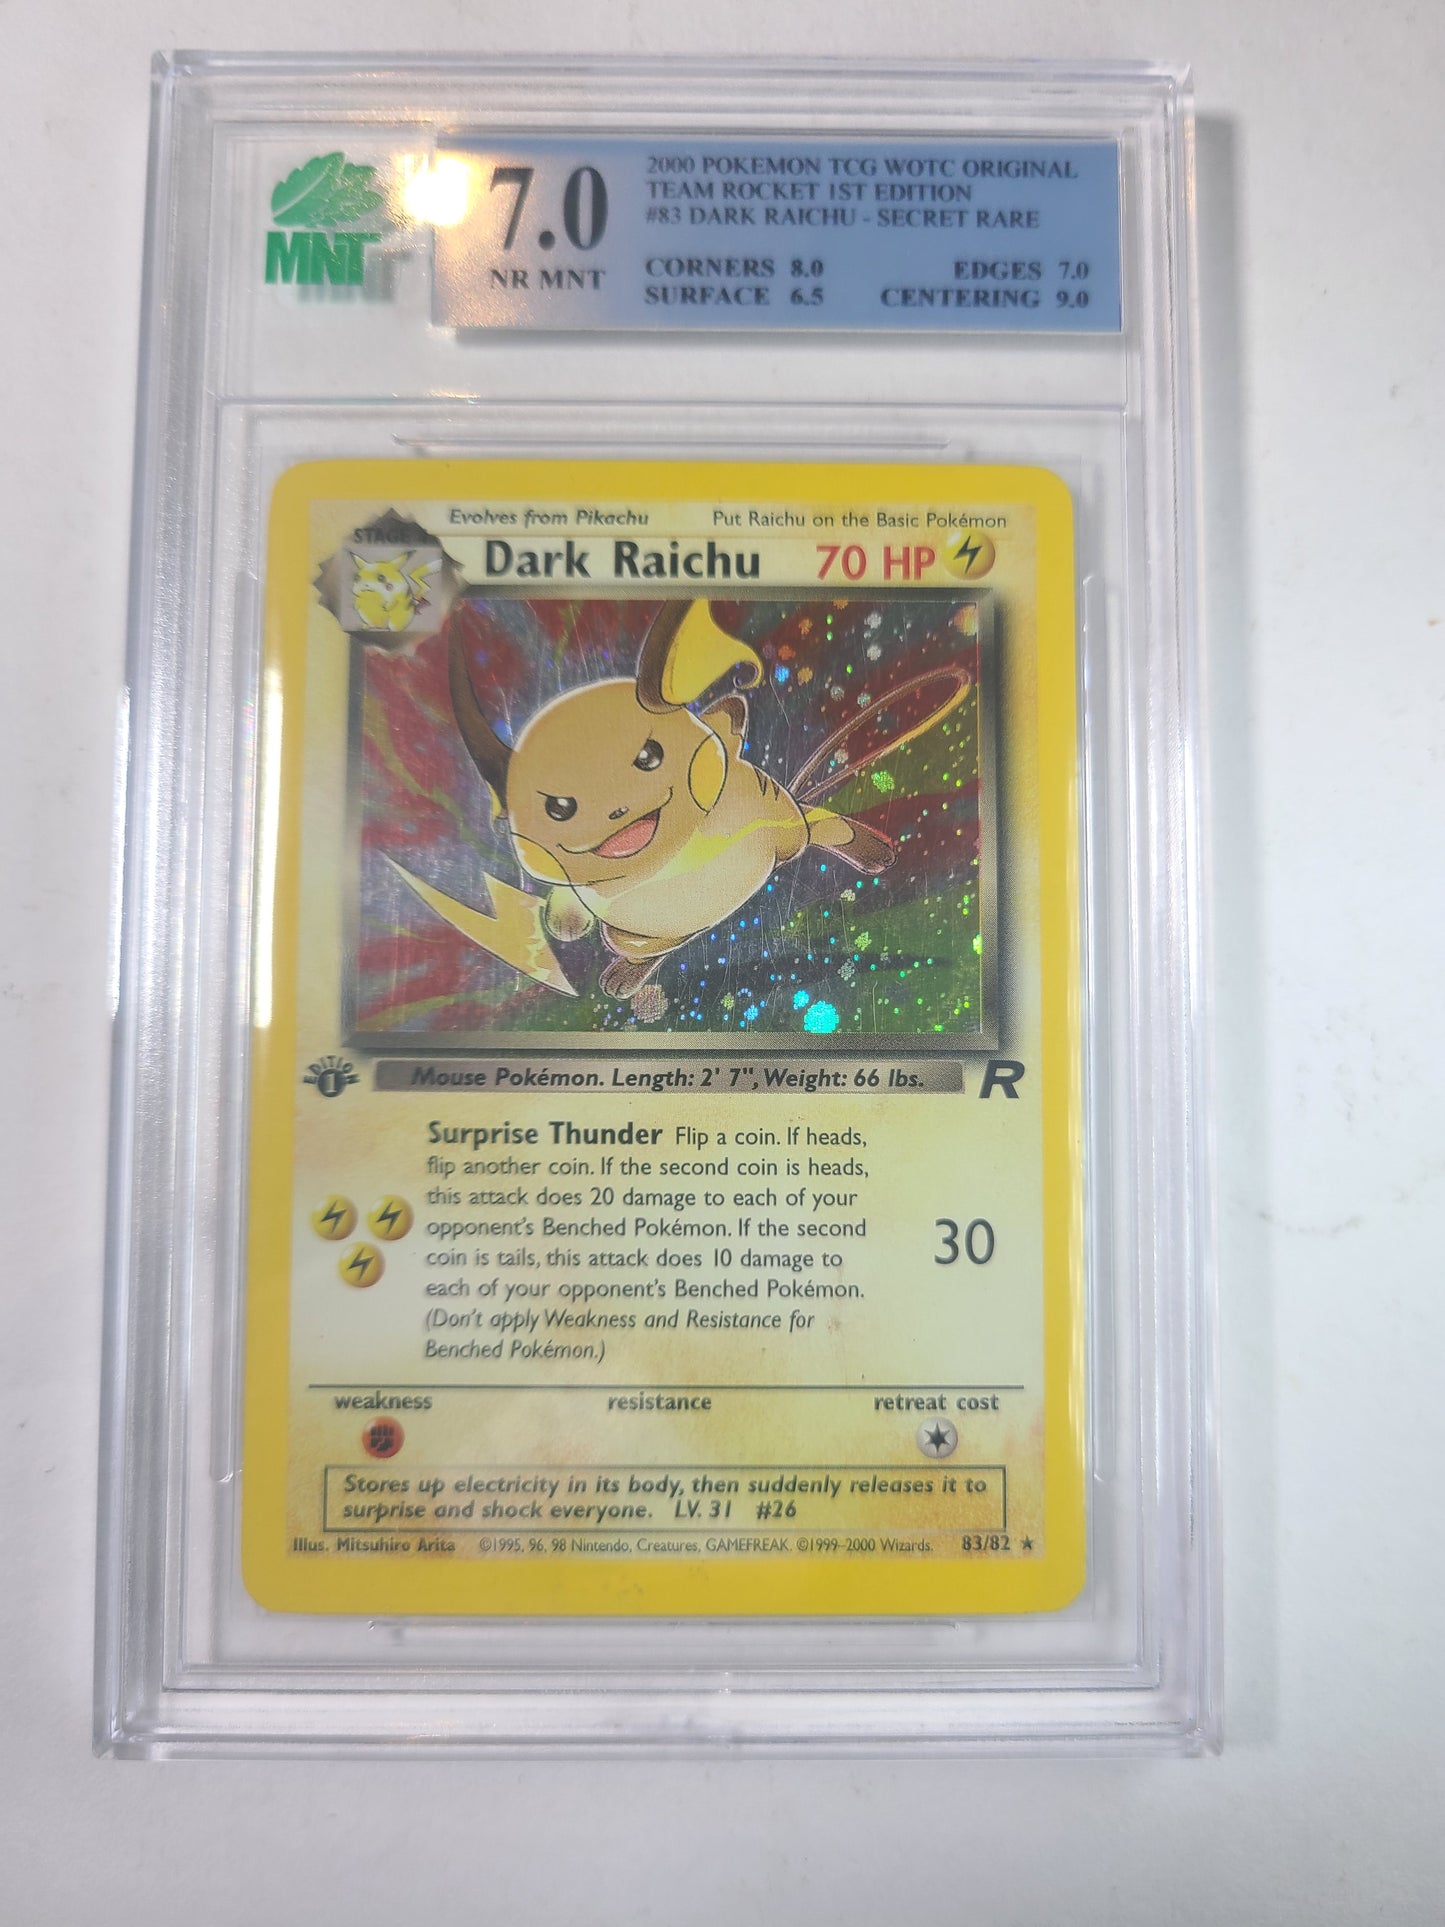 MNT
7.0
NR MNT
2000 POKEMON TCG WOTC ORIGINAL
TEAM ROCKET 1ST EDITION
#83 DARK RAICHU - SECRET RARE
CORNERS 8.0 EDGES 7.0
SURFACE 6.5 CENTERING 9.0
STAGE 1
Evolves from Pikachu Put Raichu on the Basic Pokémon
Dark Raichu 70 HP
EDITION
1
Mouse Pokémon. Length: 2' 7", Weight: 66 lbs.
R
Surprise Thunder Flip a coin. If heads,
flip another coin. If the second coin is heads,
this attack does 20 damage to each of your
opponent's Benched Pokémon. If the second
coin is tails, this attack does 10 damage to
each of your opponent's Benched Pokémon.
(Don't apply Weakness and Resistance for
Benched Pokémon.)
30
weakness resistance retreat cost
Stores up electricity in its body, then suddenly releases it to
surprise and shock everyone. LV. 31 #26
Illus. Mitsuhiro Arita ©1995, 96, 98 Nintendo, Creatures, GAMEFREAK. ©1999-2000 Wizards. 83/82 ★